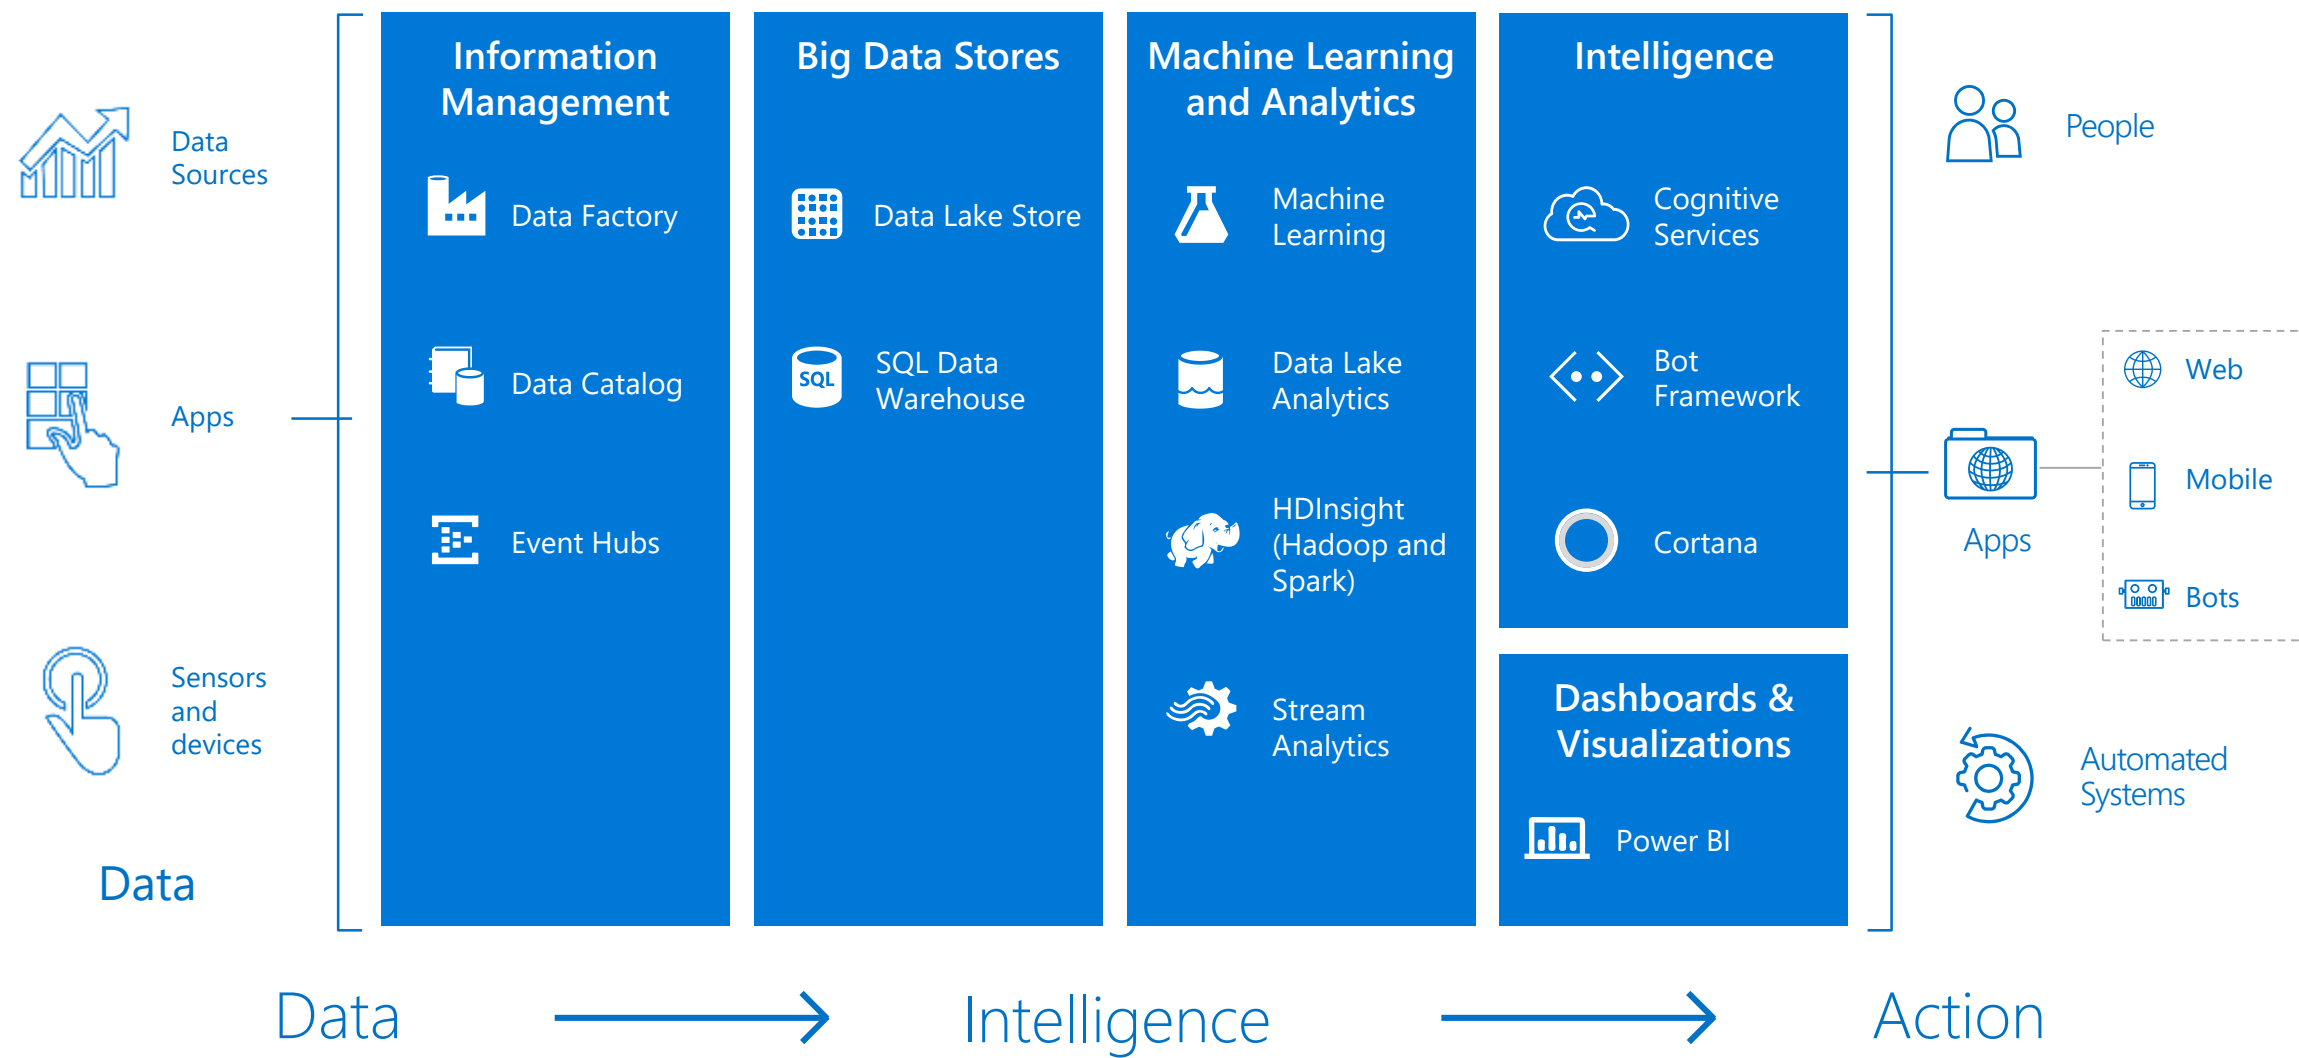 Data
Sources
Apps
Sensors
and
devices
Data
Information
Management
Data Factory
Data Catalog
Event Hubs
Big Data Stores
Data Lake Store
SQL
SQL Data
Warehouse
Machine Learning
and Analytics
Machine
Learning
Data Lake
Analytics
HDInsight
(Hadoop and
Spark)
Stream
Analytics
Intelligence
Cognitive
Services
Bot
Framework
Cortana
Dashboards &
Visualizations
Power BI
People
Apps
Web
Mobile
Bots
Automated
Systems
Data
Intelligence
Action